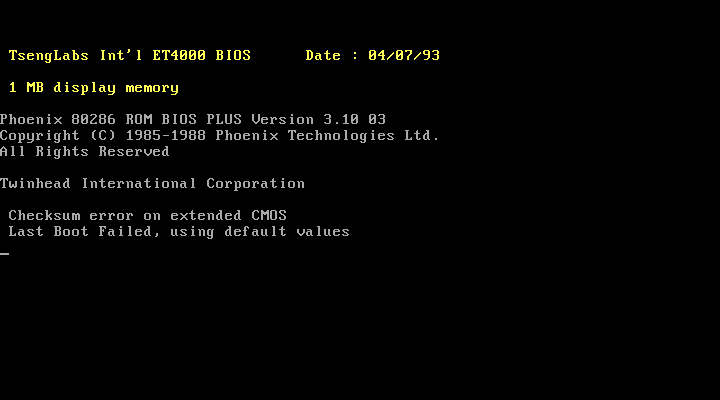 TsengLabs Int'l ET4000 BIOS      Date : 04/07/93
1 MB display memory
Phoenix 80286 ROM BIOS PLUS Version 3.10 03
Copyright (C) 1985-1988 Phoenix Technologies Ltd.
All Rights Reserved
Twinhead International Corporation
Checksum error on extended CMOS
Last Boot Failed, using default values